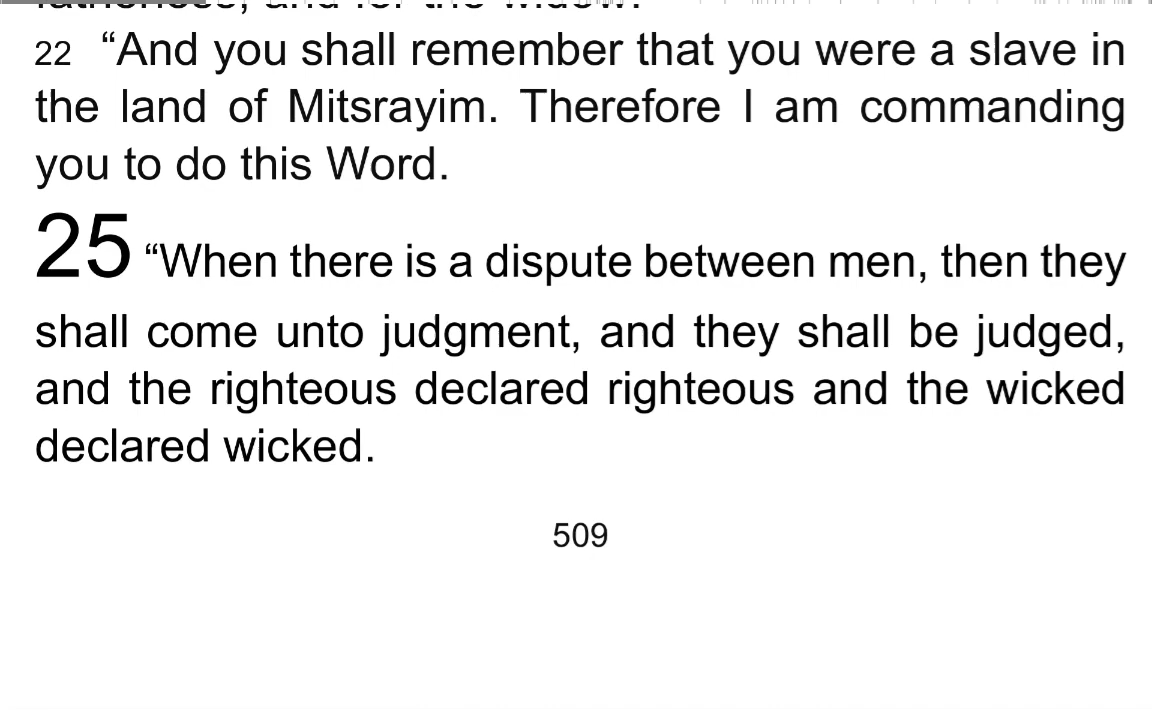 22 “And you shall remember that you were a slave in
the land of Mitsrayim. Therefore I am commanding
you to do this Word.
25 “When there is a dispute between men, then they
shall come unto judgment, and they shall be judged,
and the righteous declared righteous and the wicked
declared wicked.
509